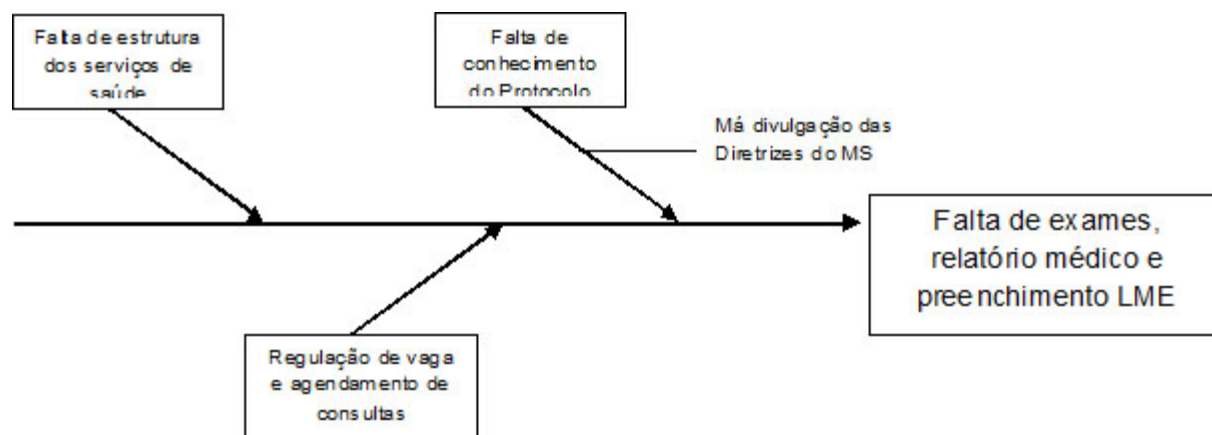 Falta de estrutura
dos serviços de
saúde
Falta de
conhecimento
do Protocolo
Má divulgação das
Diretrizes do MS
Falta de exames,
relatório médico e
preenchimento LME
Regulação de vaga
e agendamento de
consultas